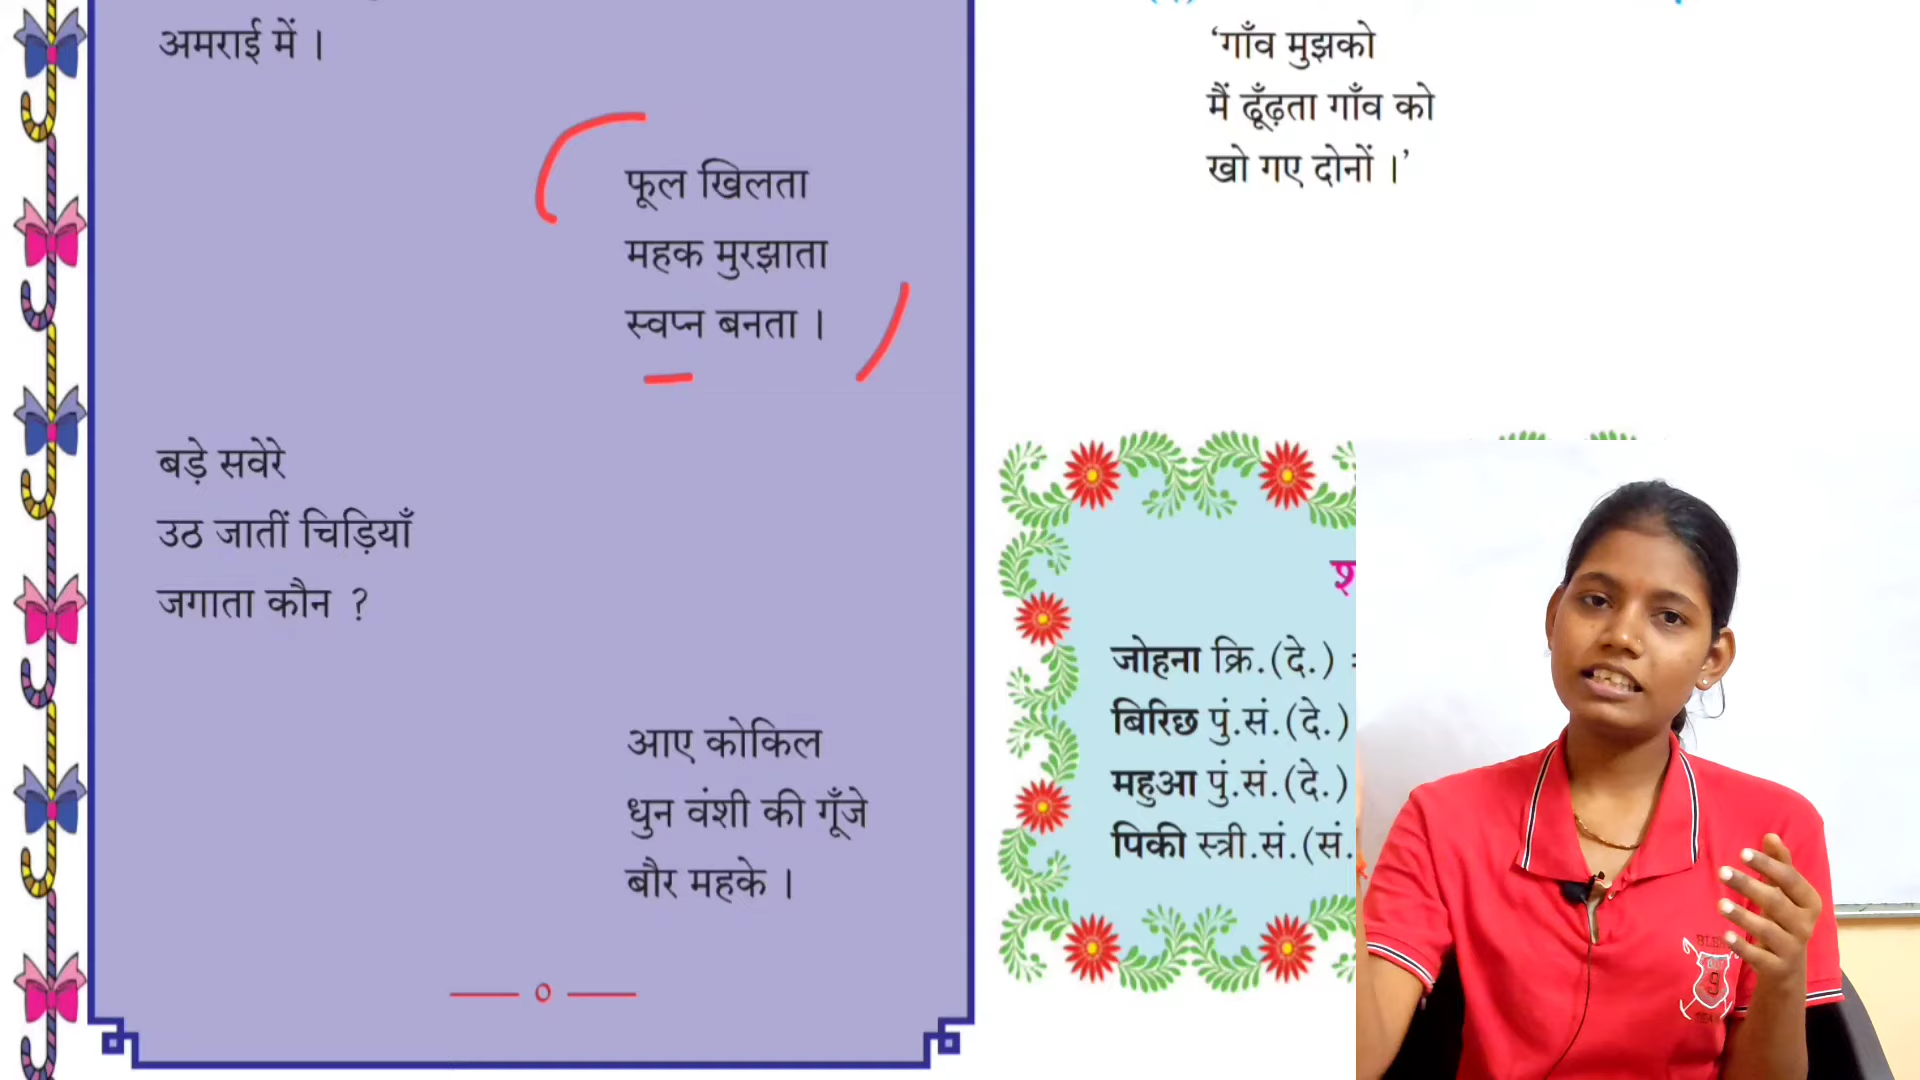 अमराई में ।
फूल खिलता
महक मुरझाता
स्वप्न बनता ।
बड़े सवेरे
उठ जातीं चिड़ियाँ
जगाता कौन ?
आए कोकिल
धुन वंशी की गूँजे
बौर महके ।
‘गाँव मुझको
मैं ढूँढ़ता गाँव को
खो गए दोनों ।’
जोहना क्रि.(दे.)
बिरिछ पुं.सं.(दे.)
महुआ पुं.सं.(दे.)
पिकी स्त्री.सं.(सं.